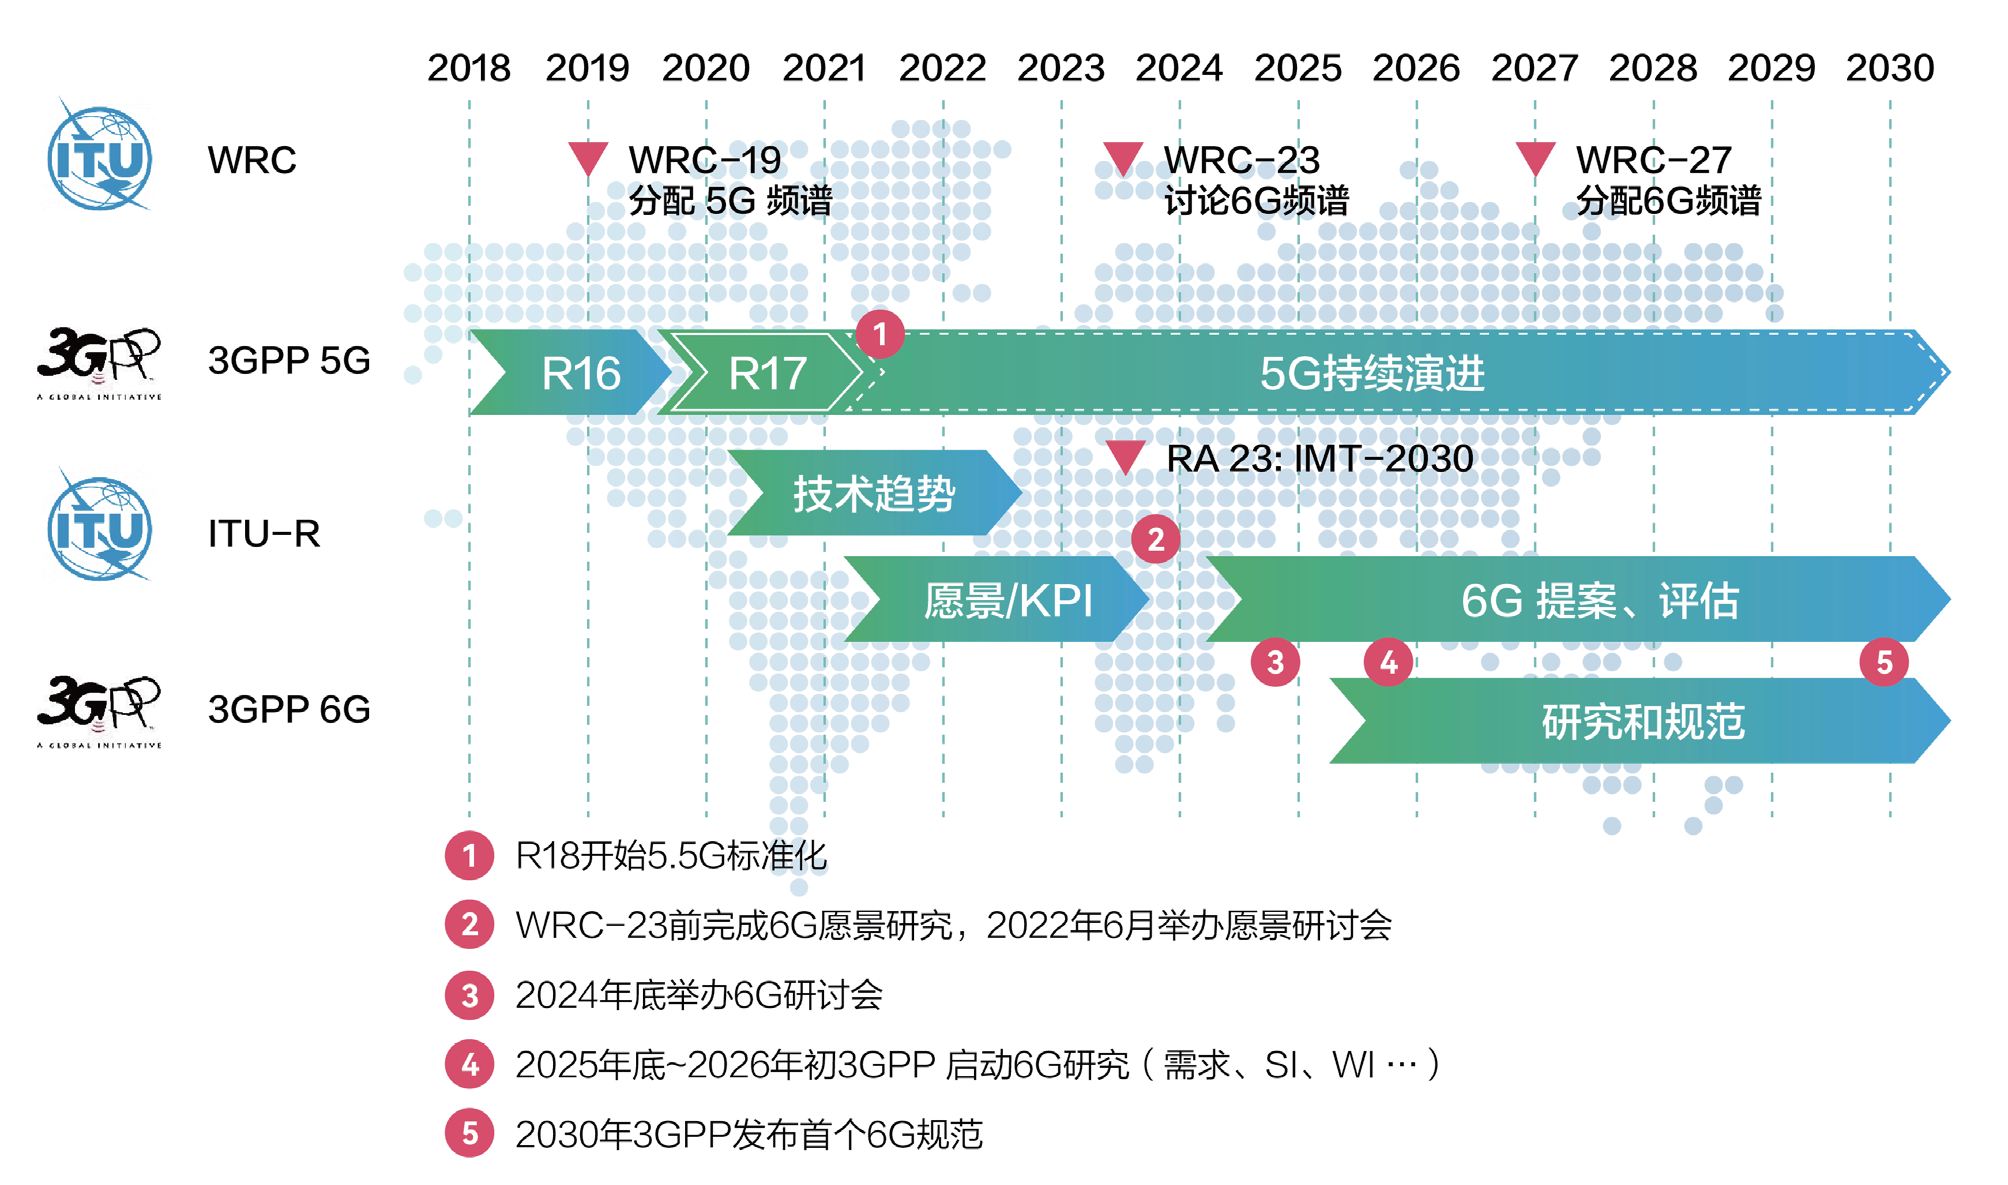 2018 2019 2020 2021 2022 2023 2024 2025 2026 2027 2028 2029 2030
ITU
WRC
WRC-19
分配 5G 频谱
WRC-23
讨论6G频谱
WRC-27
分配6G频谱
3GPP
A GLOBAL INITIATIVE
3GPP 5G
R16
R17
1
5G持续演进
ITU
ITU-R
技术趋势
RA 23: IMT-2030
2
愿景/KPI
6G 提案、评估
3GPP
A GLOBAL INITIATIVE
3GPP 6G
3
4
5
研究和规范
1 R18开始5.5G标准化
2 WRC-23前完成6G愿景研究，2022年6月举办愿景研讨会
3 2024年底举办6G研讨会
4 2025年底~2026年初3GPP 启动6G研究（需求、SI、WI ···）
5 2030年3GPP发布首个6G规范